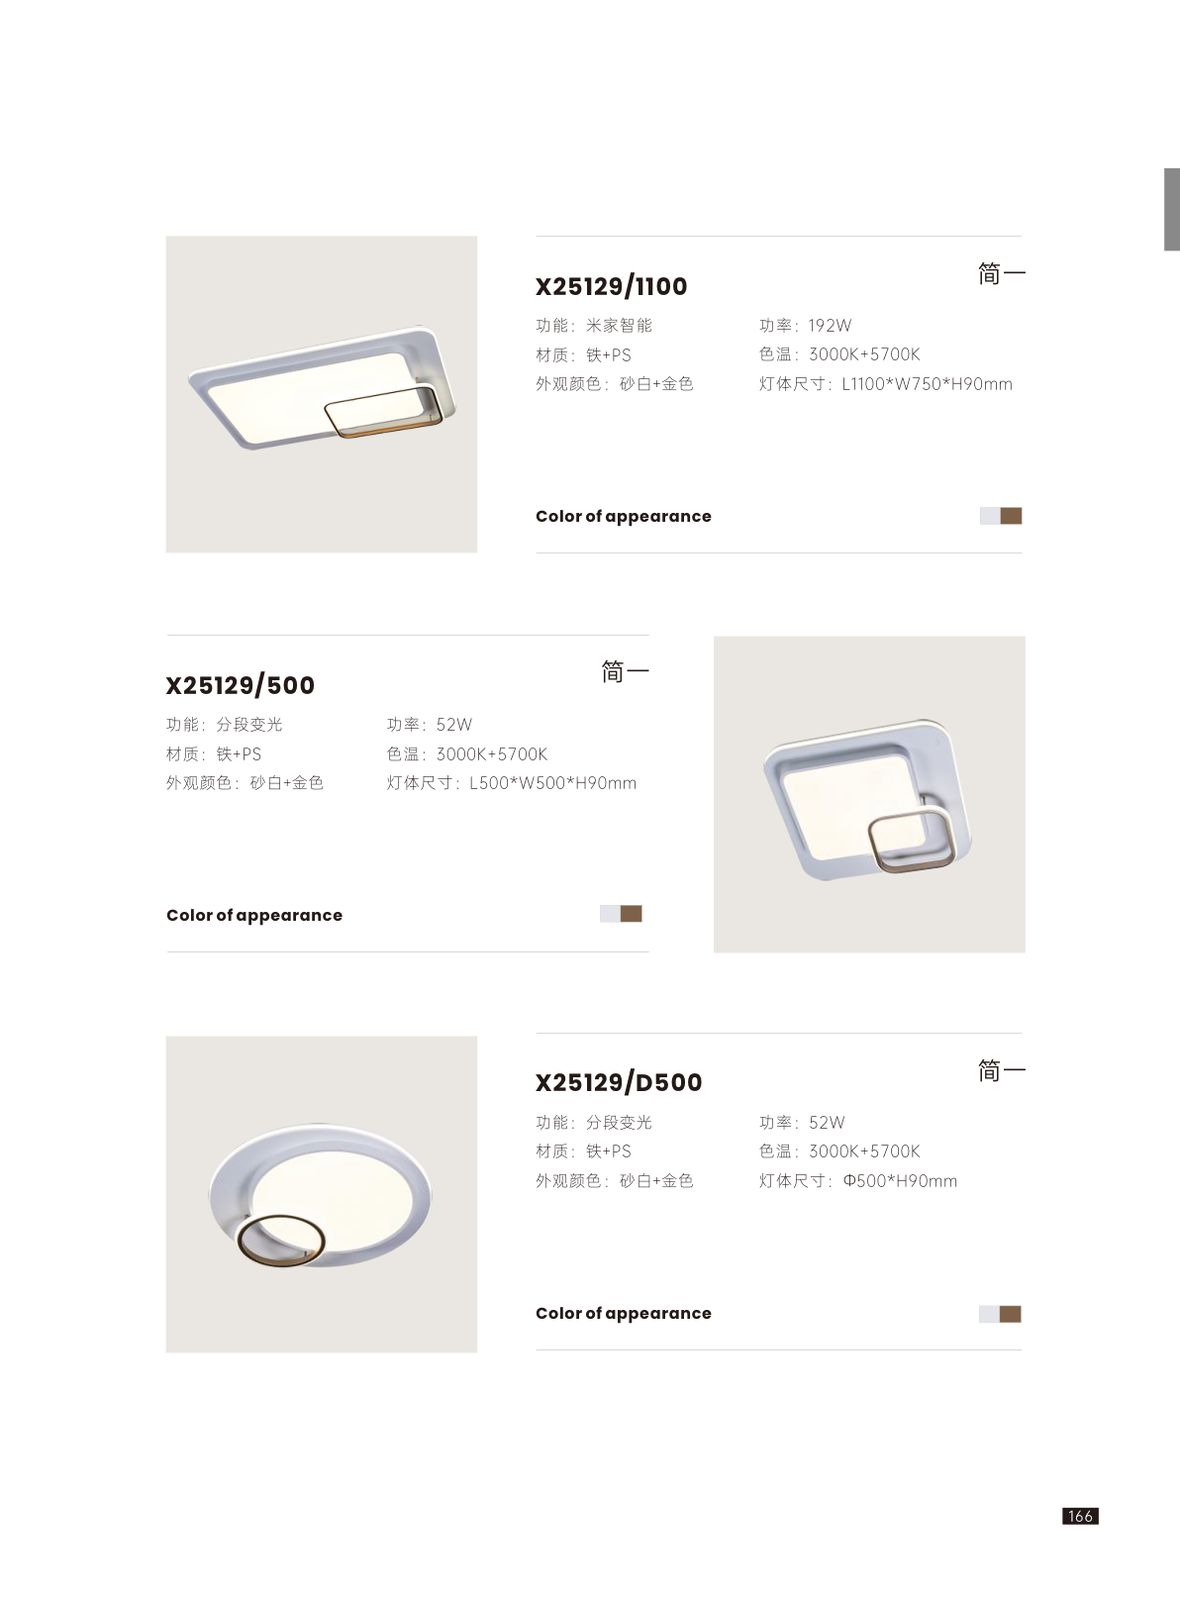 简一
X25129/1100
功能：米家智能
功率：192W
材质：铁+PS
色温：3000K+5700K
外观颜色：砂白+金色
灯体尺寸：L1100*W750*H90mm
Color of appearance
简一
X25129/500
功能：分段变光
功率：52W
材质：铁+PS
色温：3000K+5700K
外观颜色：砂白+金色
灯体尺寸：L500*W500*H90mm
Color of appearance
简一
X25129/D500
功能：分段变光
功率：52W
材质：铁+PS
色温：3000K+5700K
外观颜色：砂白+金色
灯体尺寸：Φ500*H90mm
Color of appearance
166